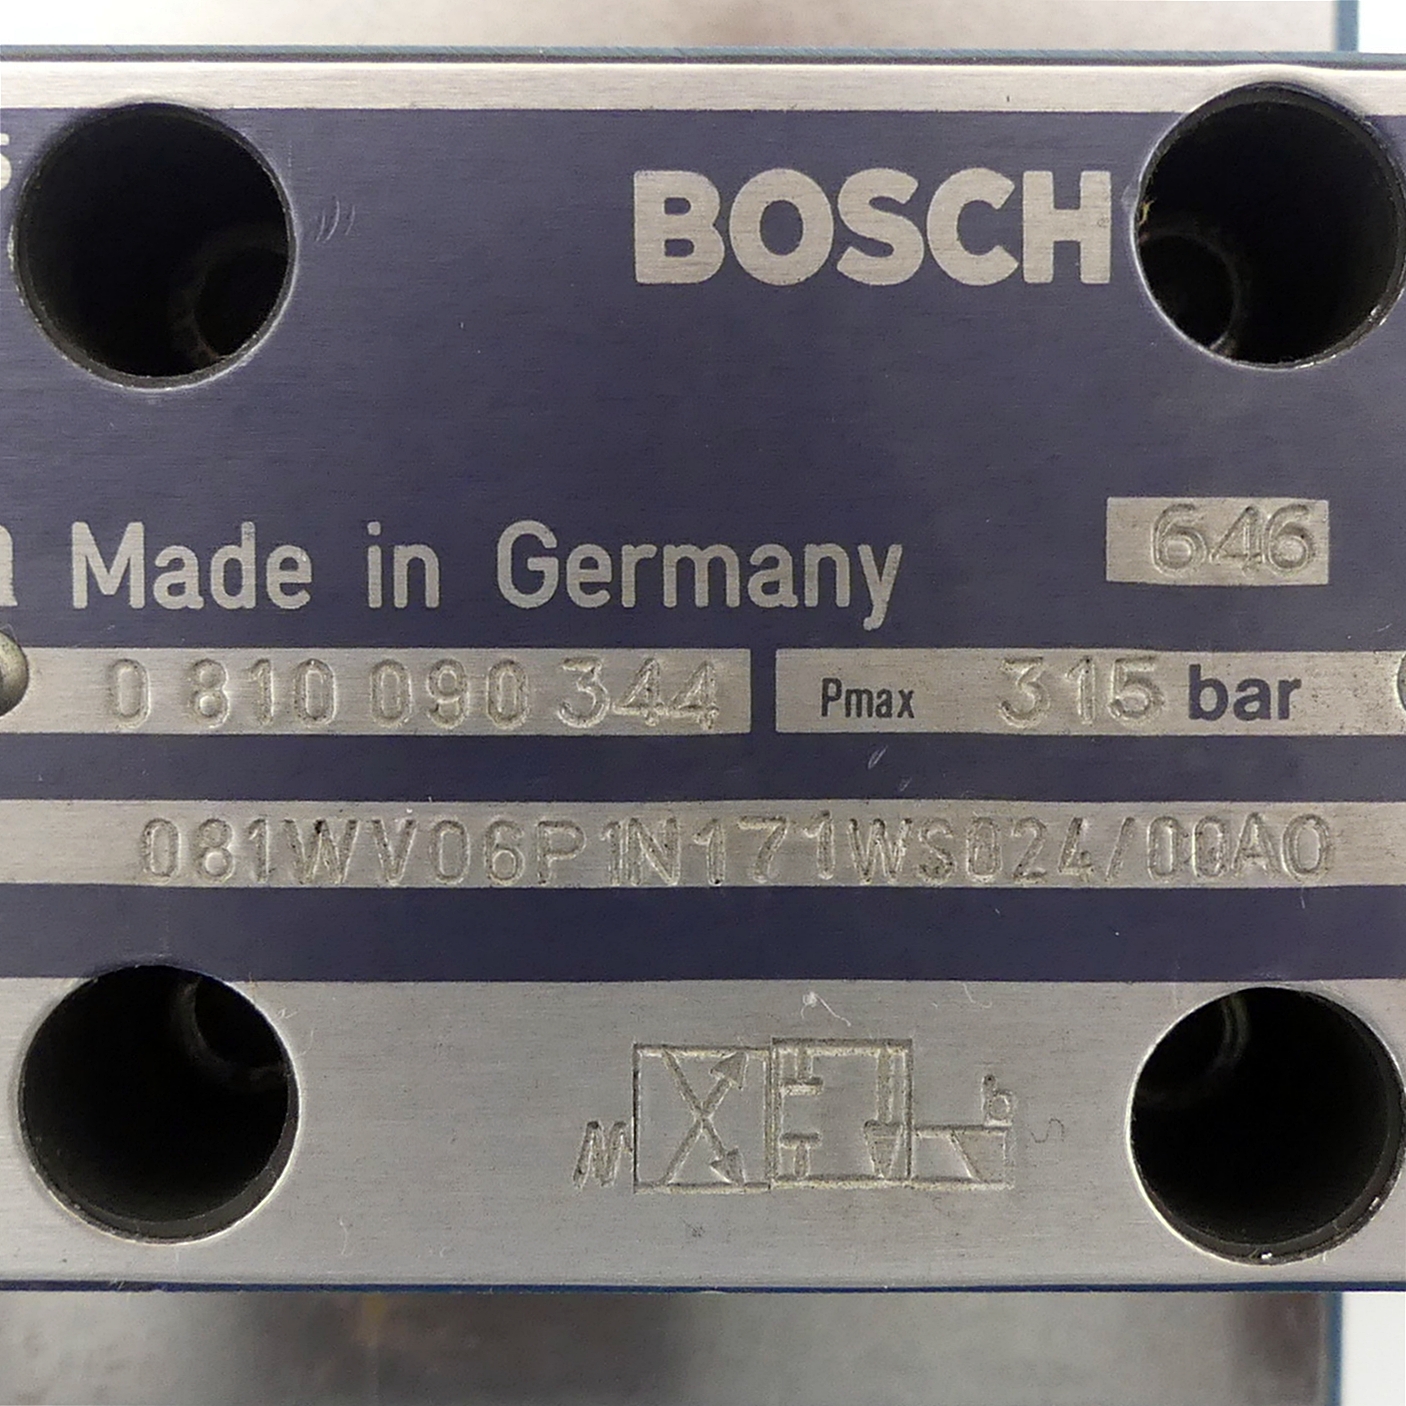 BOSCH
Made in Germany 646
0 810 090 344 Pmax 315 bar
081WV06P1N171WS024/00A0
b